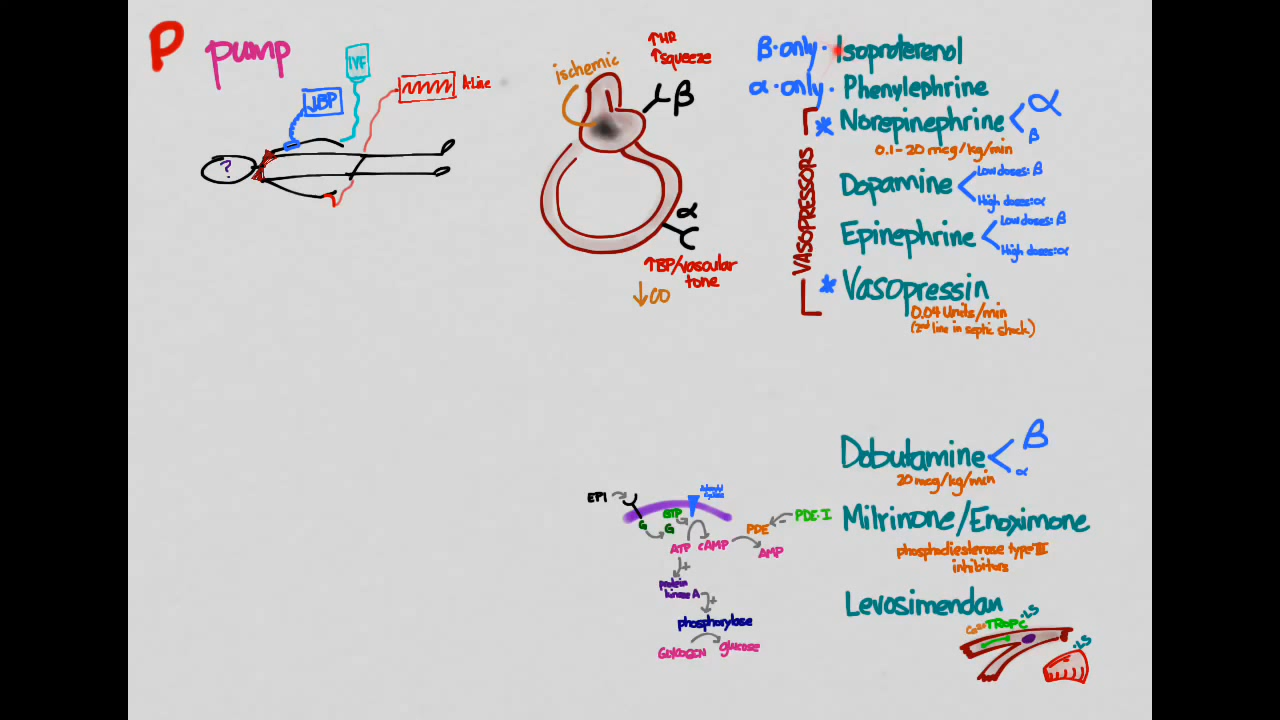 P pump
IVF
A-Line
?
ischemic
↑HR
↑squeeze
β
α
↑BP/vascular
tone
↓CO
β-only · Isoproterenol
α-only · Phenylephrine
VASOPRESSORS
* Norepinephrine
α
β
0.1-20 mcg/kg/min
Dopamine
Low doses: β
High doses: α
Epinephrine
Low doses: β
High doses: α
* Vasopressin
0.04 Units/min
(2nd line in septic shock)
Dobutamine
β
α
20 mcg/kg/min
Milrinone/Enoximone
phosphodiesterase type III
inhibitors
Levosimendan
Ca2+ TROPC ·LS
·LS
EPI
GTP
G
G
ATP
cAMP
PDE
PDE-I
AMP
+
protein
kinase A
+
phosphorylase
GLYCOGEN
glucose